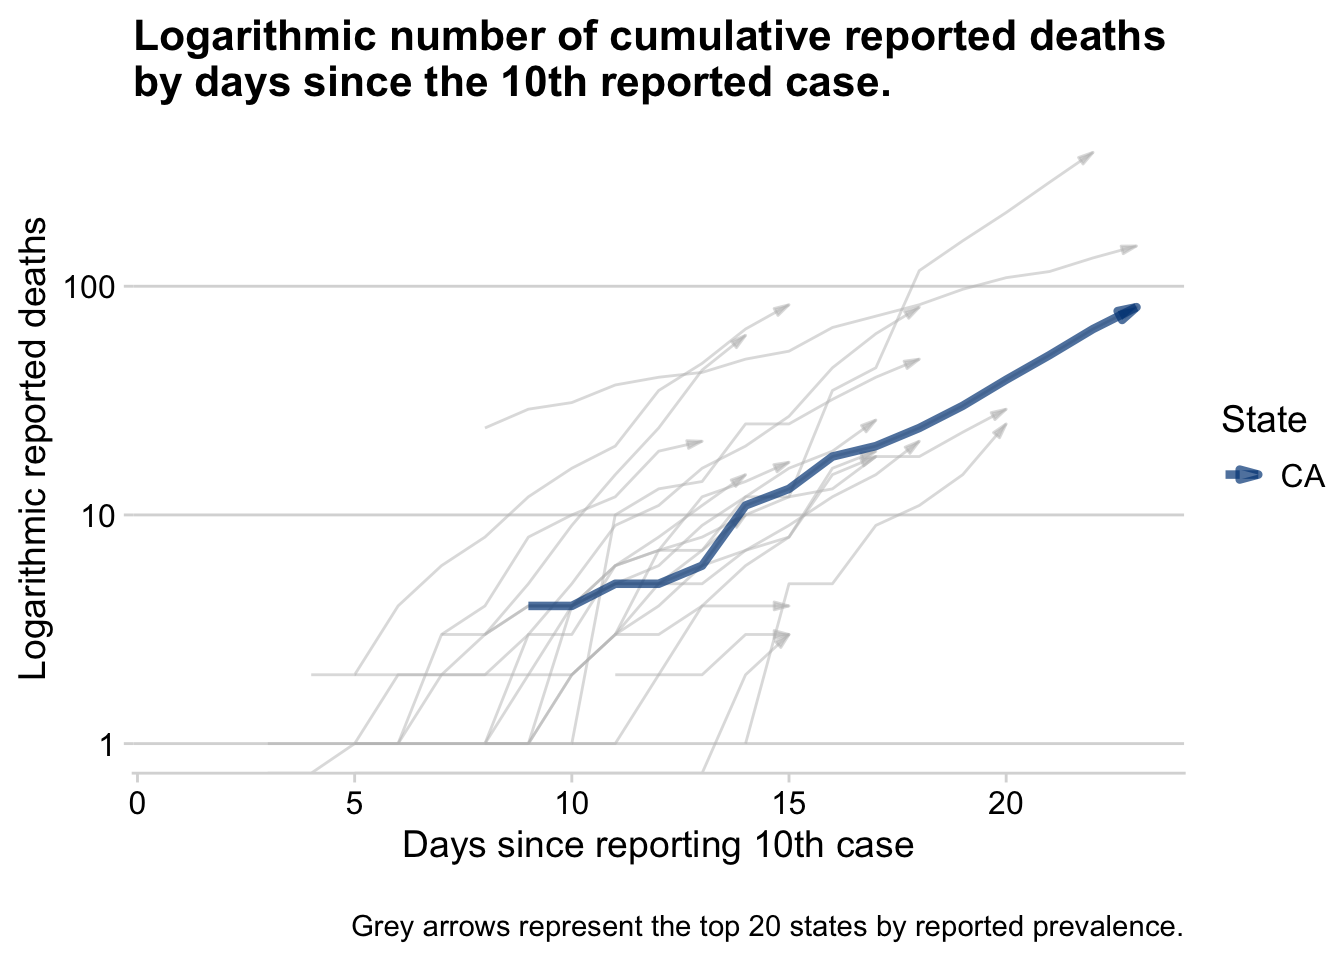 Logarithmic number of cumulative reported deaths
by days since the 10th reported case.
Logarithmic reported deaths
100
10
1
0 5 10 15 20
Days since reporting 10th case
State
CA
Grey arrows represent the top 20 states by reported prevalence.